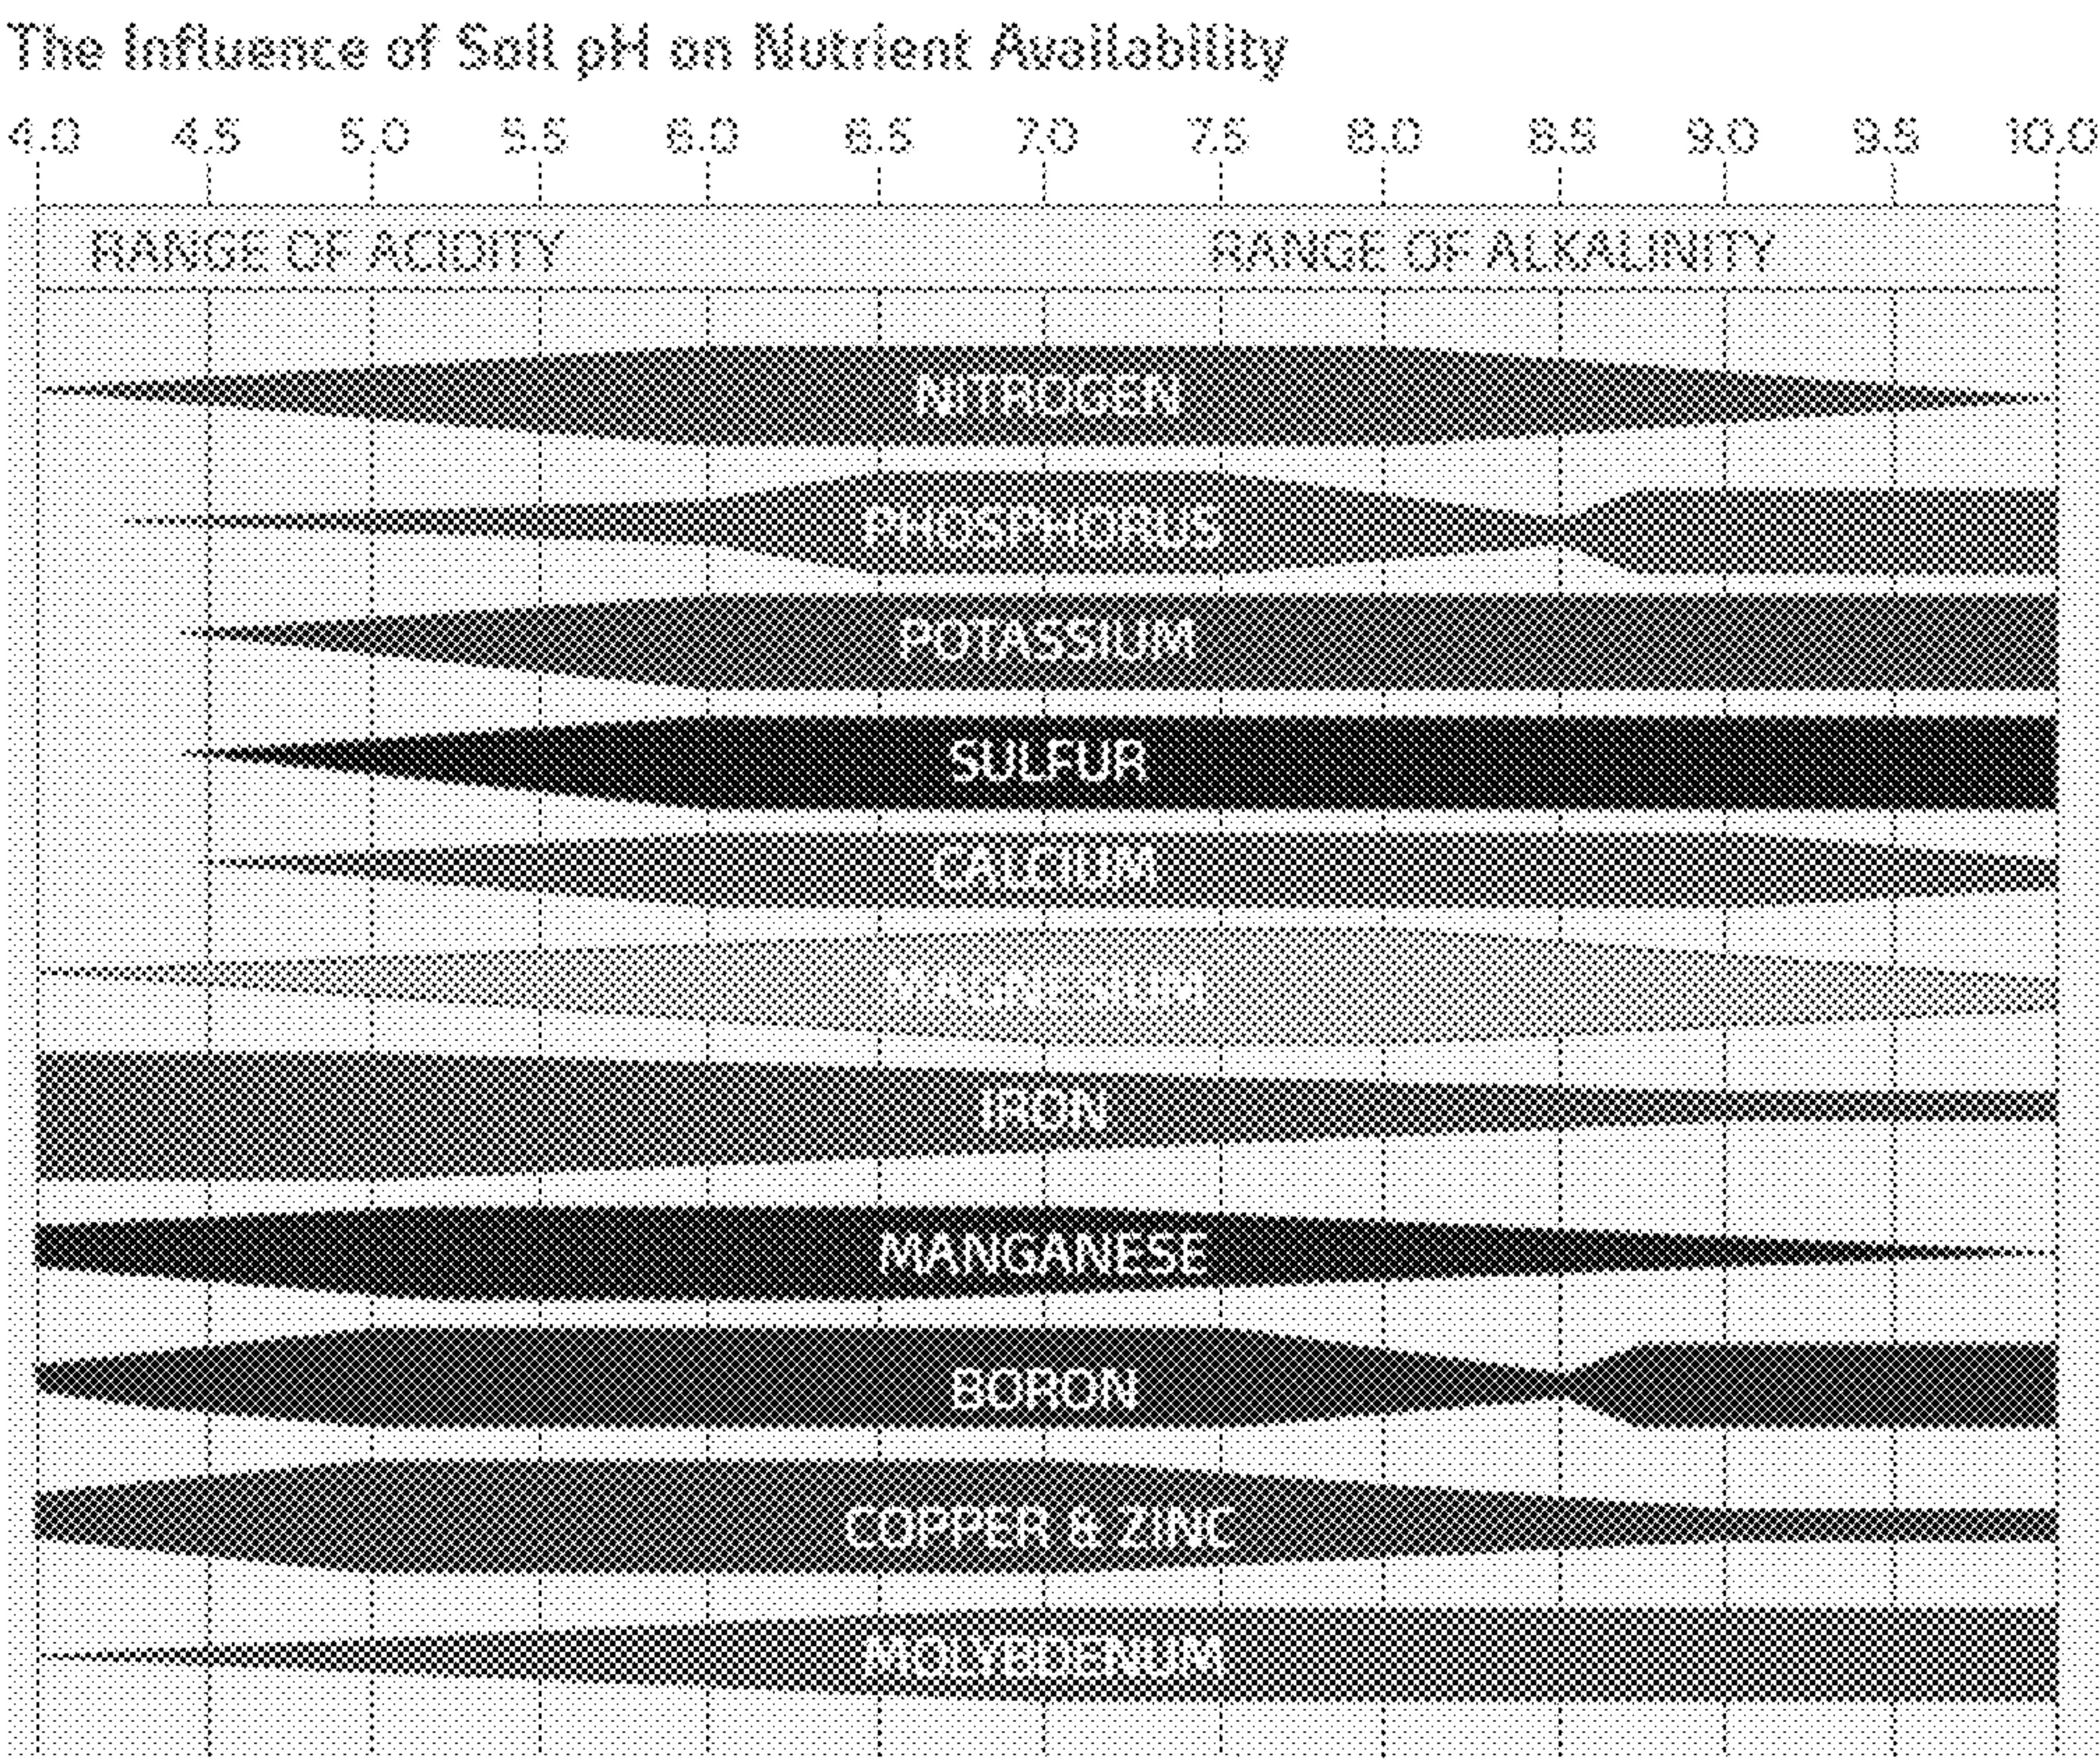 The Influence of Soil pH on Nutrient Availability
4.0 4.5 5.0 5.5 6.0 6.5 7.0 7.5 8.0 8.5 9.0 9.5 10.0
RANGE OF ACIDITY RANGE OF ALKALINITY
NITROGEN
PHOSPHORUS
POTASSIUM
SULFUR
CALCIUM
MAGNESIUM
IRON
MANGANESE
BORON
COPPER & ZINC
MOLYBDENUM